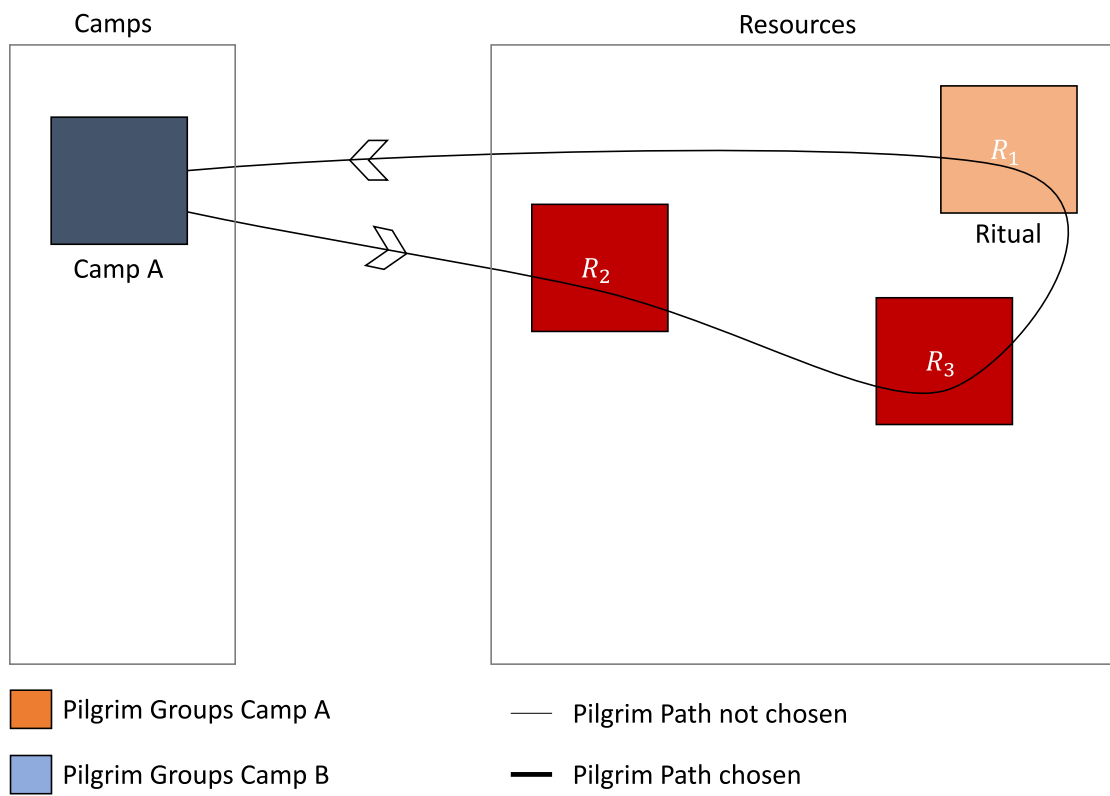 Camps
Resources
R₁
Ritual
Camp A
R₂
R₃
Pilgrim Groups Camp A
Pilgrim Path not chosen
Pilgrim Groups Camp B
Pilgrim Path chosen